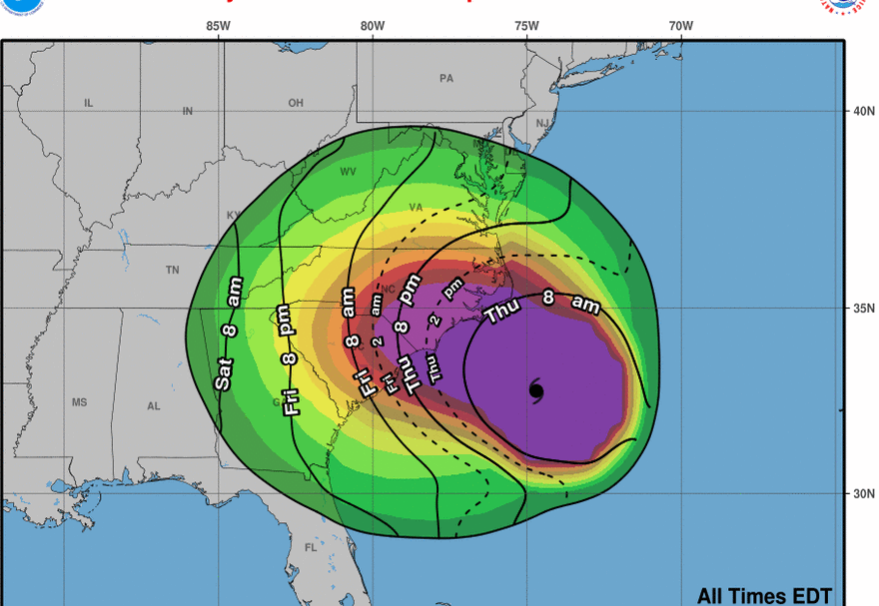 85W
80W
75W
70W
PA
IL
IN
OH
NJ
40N
WV
KY
VA
TN
NC
35N
Thu 8 am
2 pm Thu
8 pm Thu
2 am Fri
8 am Fri
8 pm Fri
8 am Sat
MS
AL
30N
FL
All Times EDT